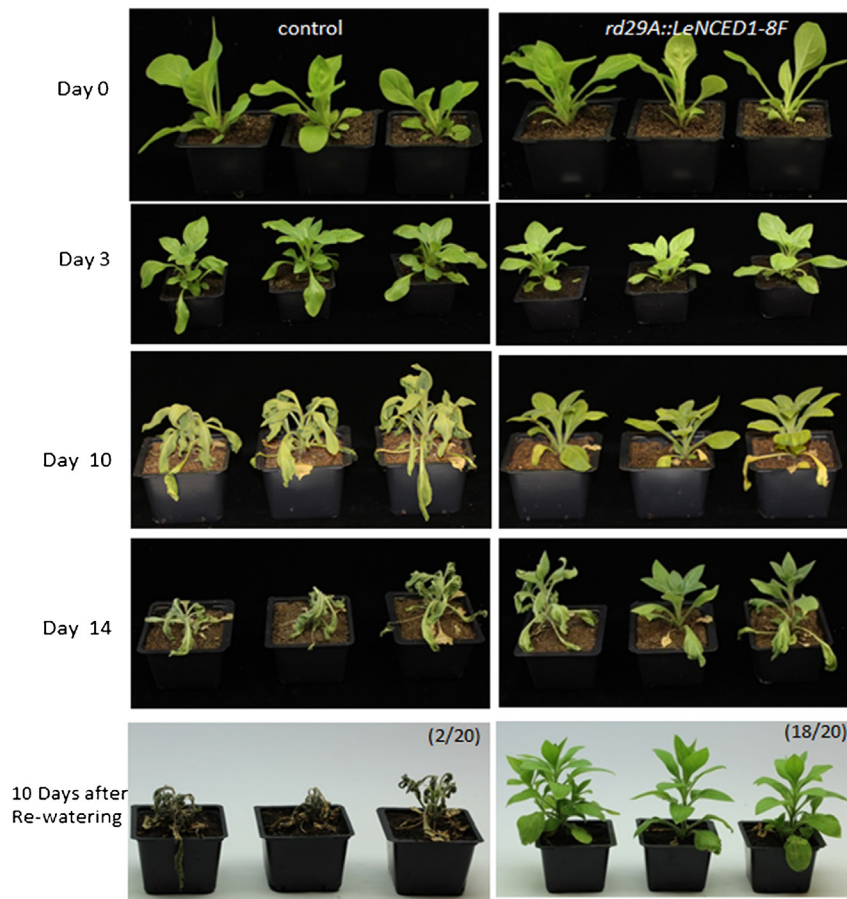 control
rd29A::LeNCED1-8F
Day 0
Day 3
Day 10
Day 14
(2/20)
(18/20)
10 Days after
Re-watering